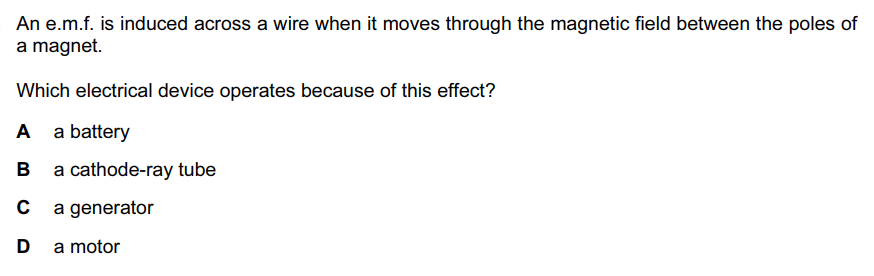 An e.m.f. is induced across a wire when it moves through the magnetic field between the poles of
a magnet.
Which electrical device operates because of this effect?
A a battery
B a cathode-ray tube
C a generator
D a motor